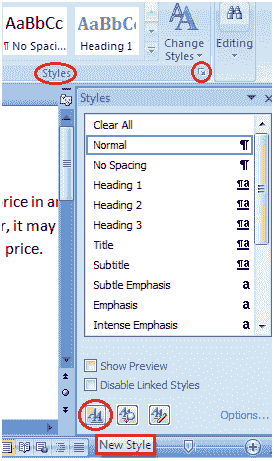 AaBbCc AaBbCc
¶ No Spaci... Heading 1
Change Styles
Editing
Styles
Styles
Clear All
Normal ¶
No Spacing ¶
Heading 1 ¶a
Heading 2 ¶a
Heading 3 ¶a
Title ¶a
Subtitle ¶a
Subtle Emphasis a
Emphasis a
Intense Emphasis a
rice in an
r, it may
price.
Show Preview
Disable Linked Styles
Options...
New Style